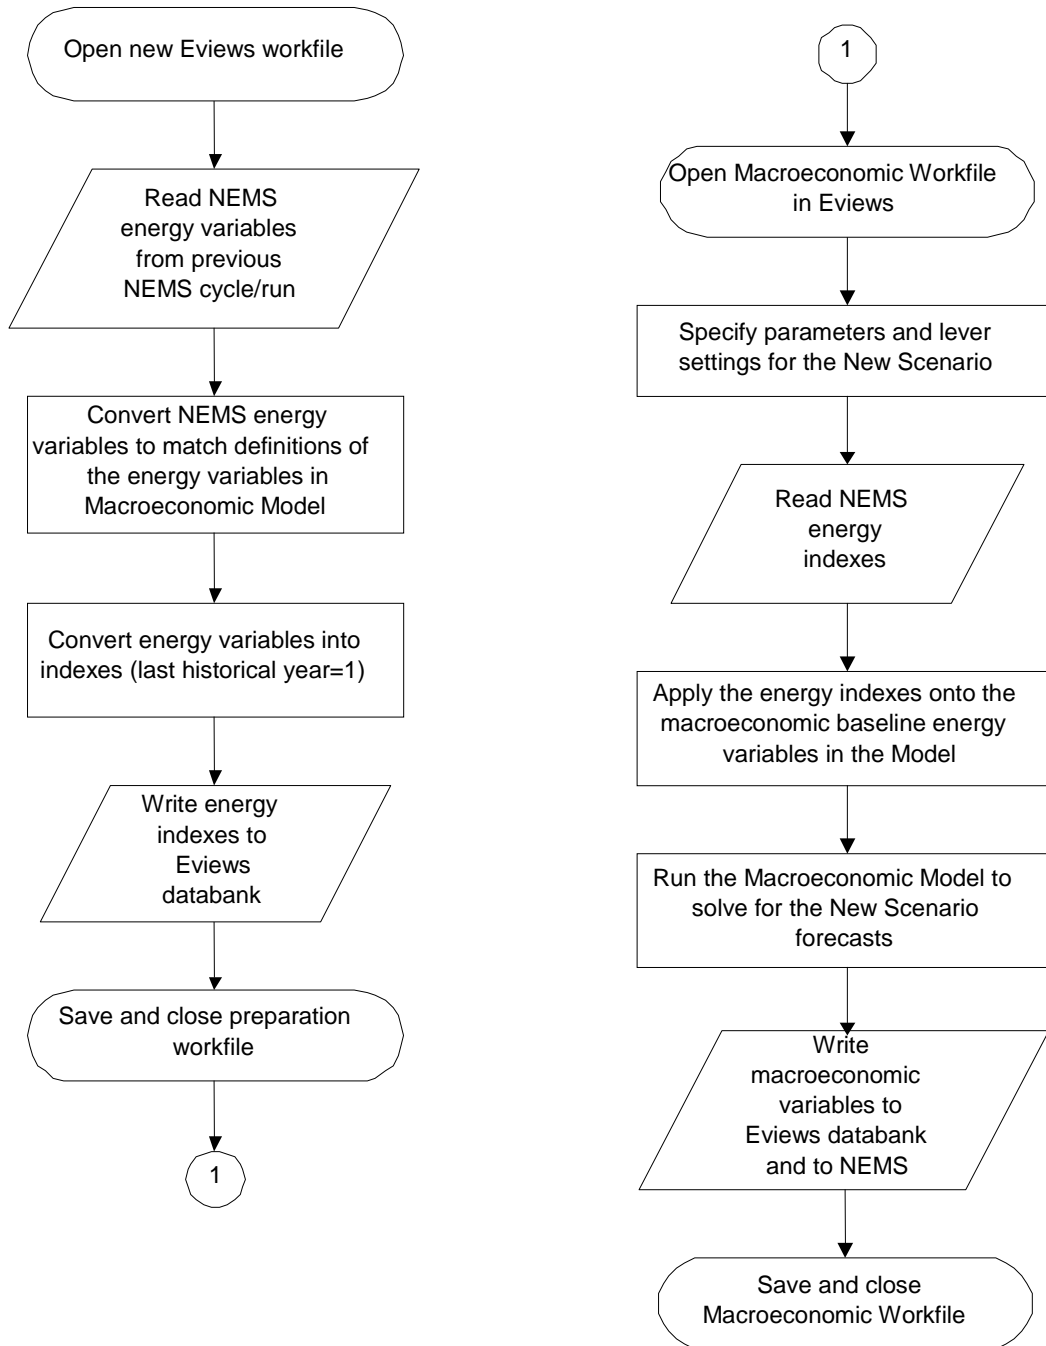 Open new Eviews workfile
Read NEMS
energy variables
from previous
NEMS cycle/run
Convert NEMS energy
variables to match definitions of
the energy variables in
Macroeconomic Model
Convert energy variables into
indexes (last historical year=1)
Write energy
indexes to
Eviews
databank
Save and close preparation
workfile
1
1
Open Macroeconomic Workfile
in Eviews
Specify parameters and lever
settings for the New Scenario
Read NEMS
energy
indexes
Apply the energy indexes onto the
macroeconomic baseline energy
variables in the Model
Run the Macroeconomic Model to
solve for the New Scenario
forecasts
Write
macroeconomic
variables to
Eviews databank
and to NEMS
Save and close
Macroeconomic Workfile